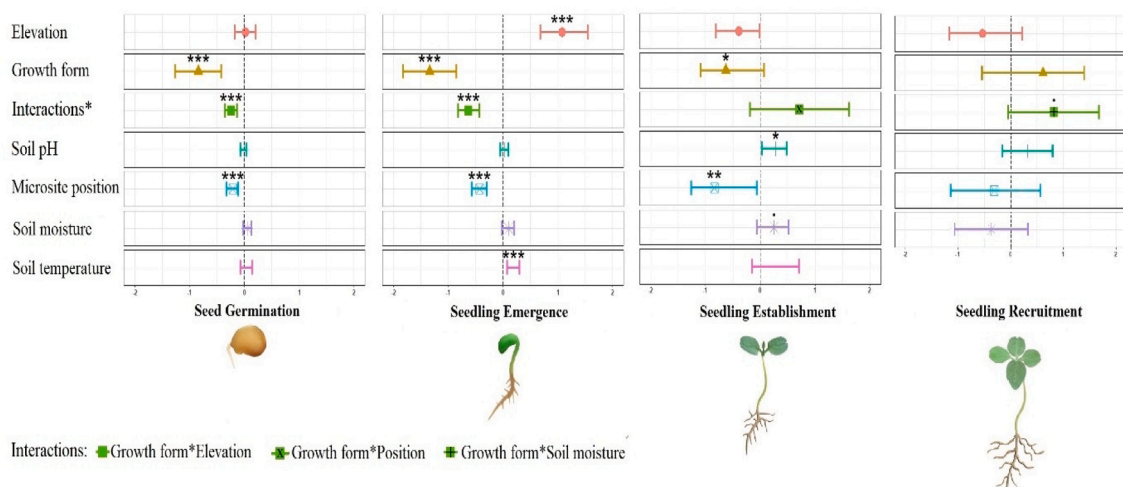 Elevation
***
Growth form
***
***
*
Interactions*
***
***
.
Soil pH
*
Microsite position
***
***
**
Soil moisture
.
Soil temperature
***
.2 .1 0 1 2
.2 .1 0 1 2
.2 .1 0 1 2
.2 .1 0 1 2
Seed Germination
Seedling Emergence
Seedling Establishment
Seedling Recruitment
Interactions: Growth form*Elevation Growth form*Position Growth form*Soil moisture